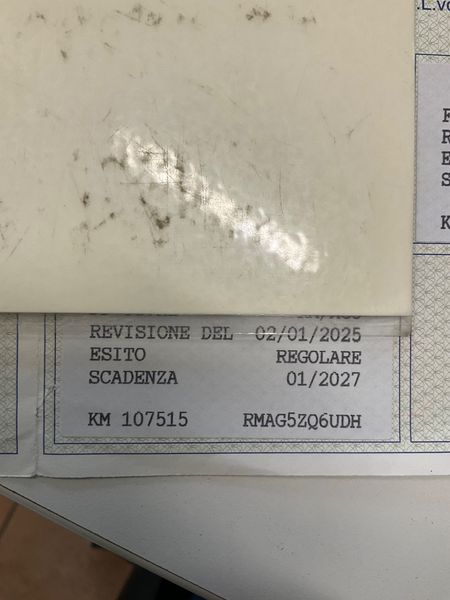 REVISIONE DEL 02/01/2025
ESITO REGOLARE
SCADENZA 01/2027
KM 107515 RMAG5ZQ6UDH